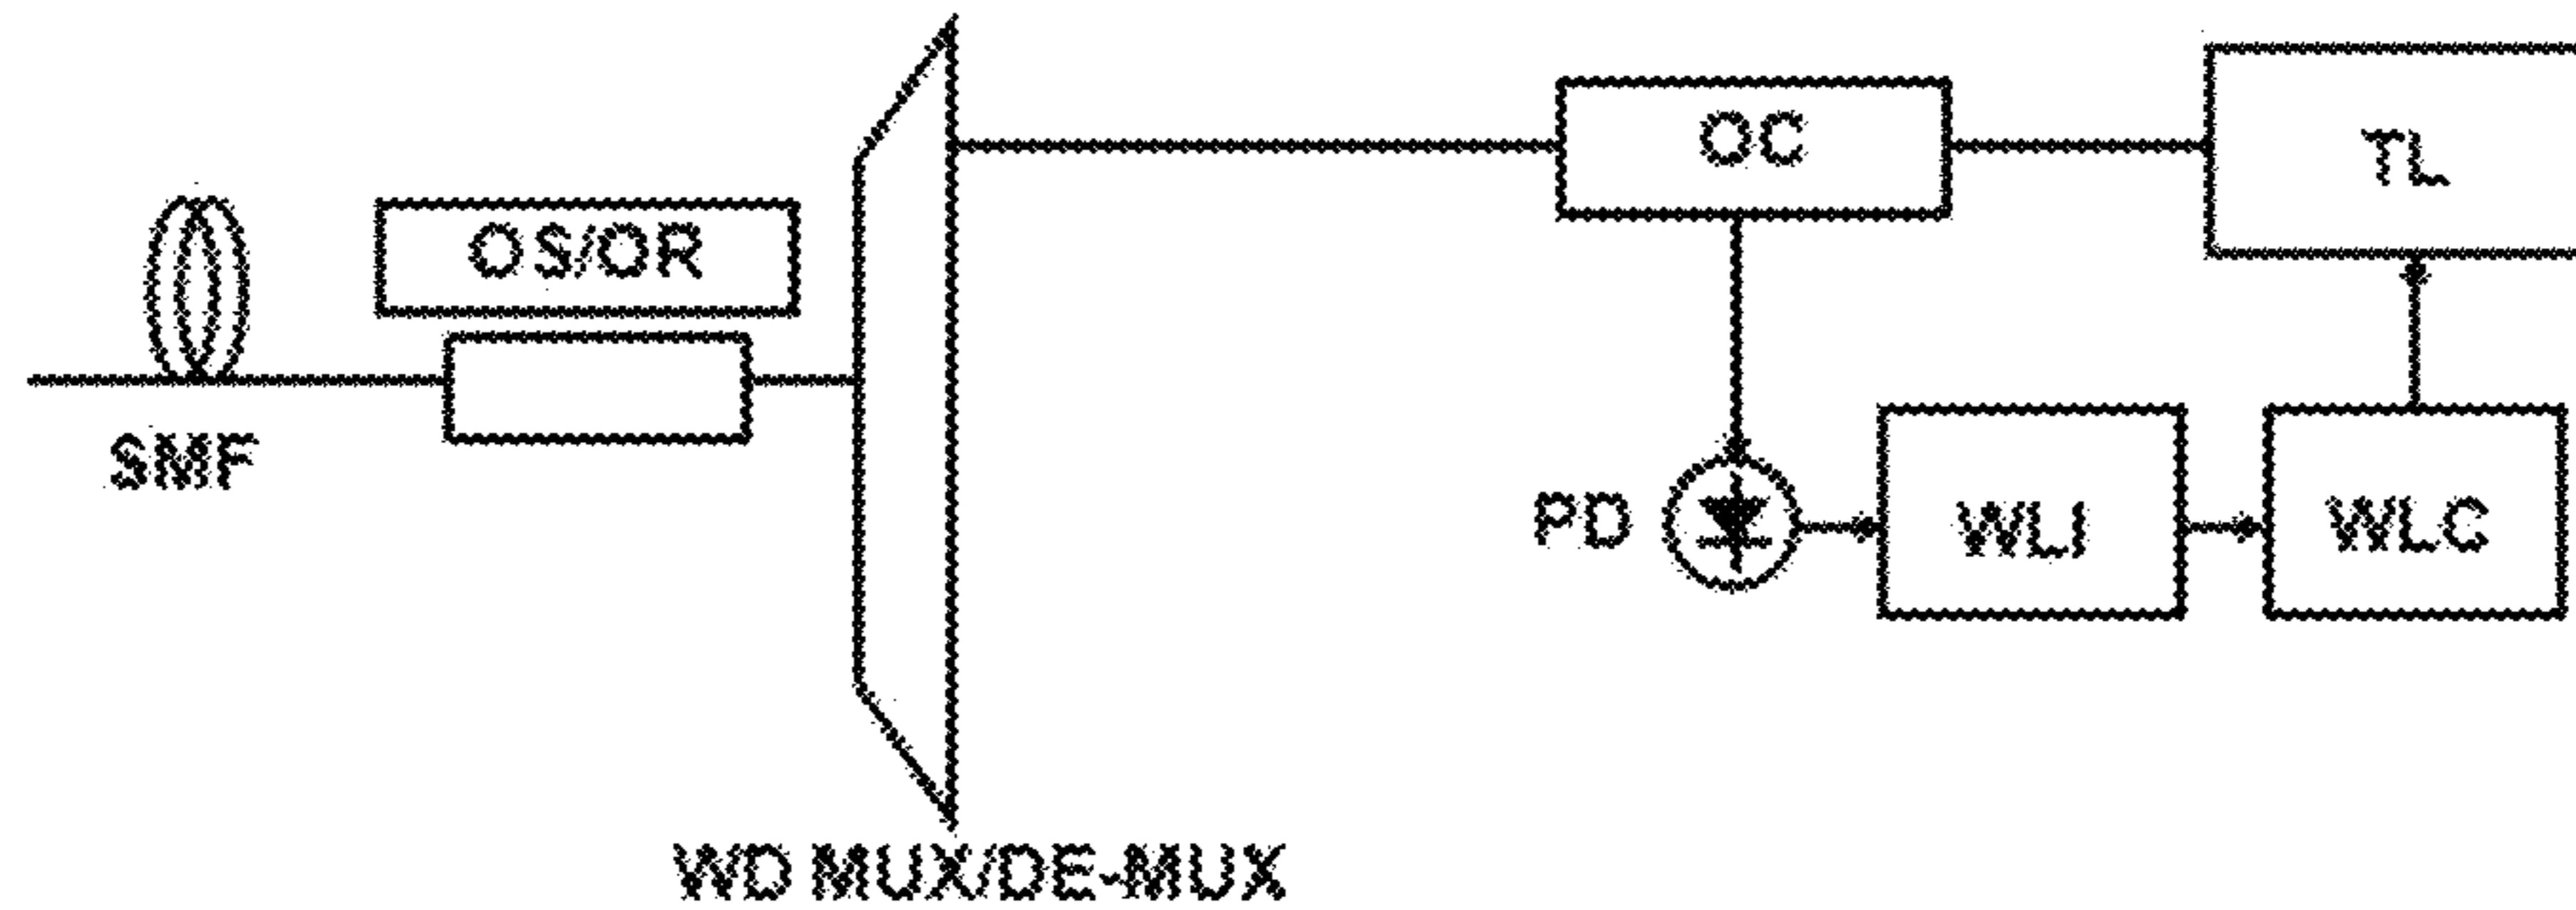 OC
TL
OS/OR
SMF
PD
WLI
WLC
WD MUX/DE-MUX